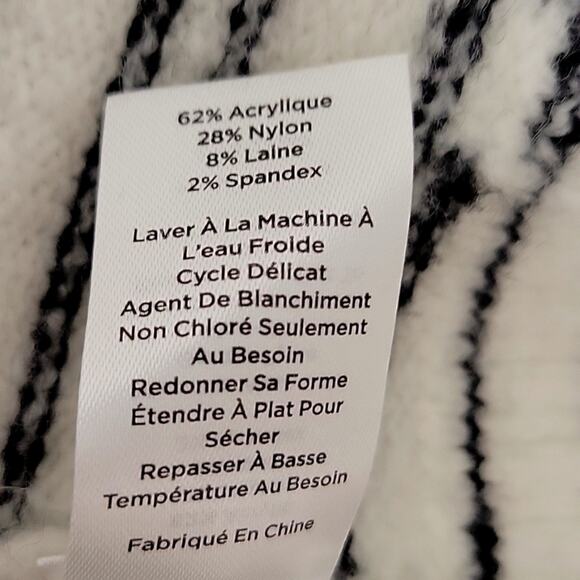 62% Acrylique
28% Nylon
8% Laine
2% Spandex
Laver À La Machine À
L'eau Froide
Cycle Délicat
Agent De Blanchiment
Non Chloré Seulement
Au Besoin
Redonner Sa Forme
Étendre À Plat Pour
Sécher
Repasser À Basse
Température Au Besoin
Fabriqué En Chine